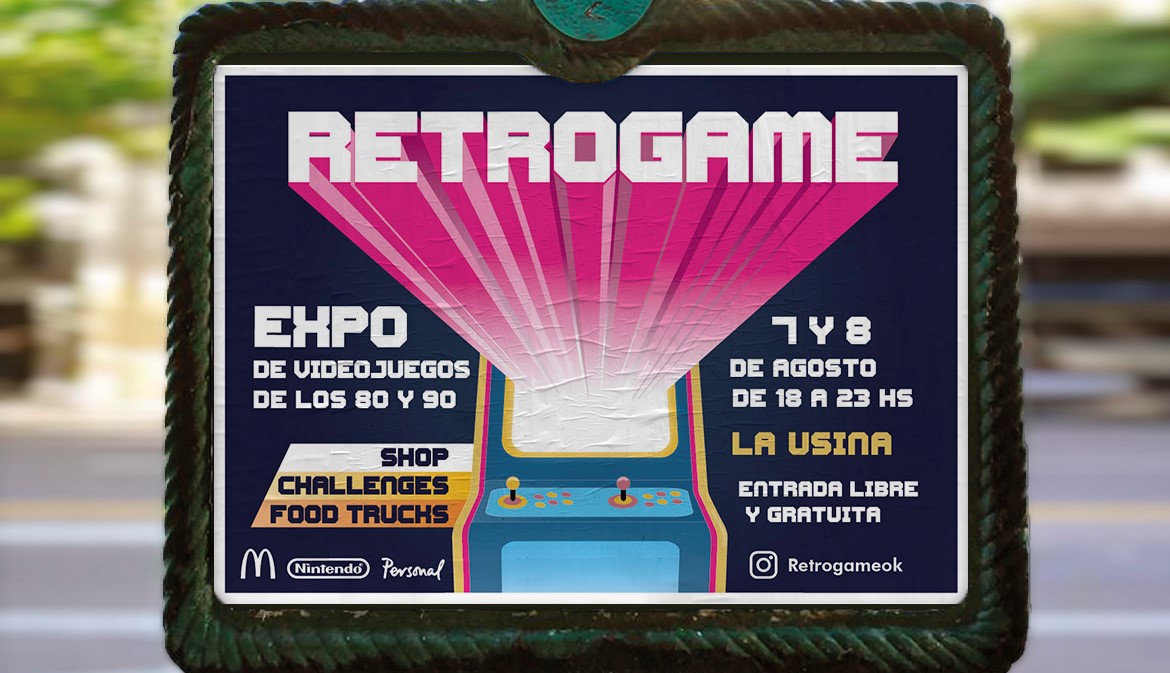 RETROGAME
EXPO
DE VIDEOJUEGOS
DE LOS 80 Y 90
SHOP
CHALLENGES
FOOD TRUCKS
Nintendo
Personal
7 Y 8
DE AGOSTO
DE 18 A 23 HS
LA USINA
ENTRADA LIBRE
Y GRATUITA
Retrogameok